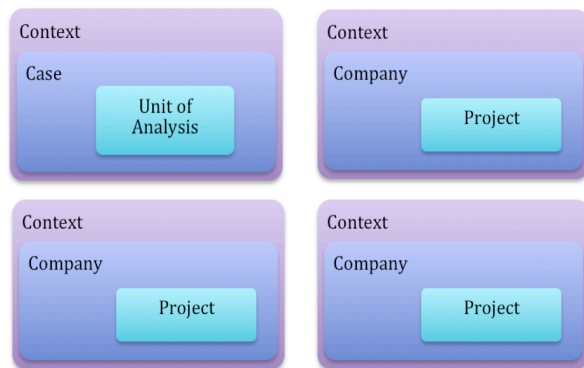 Context
Case
Unit of
Analysis
Context
Company
Project
Context
Company
Project
Context
Company
Project